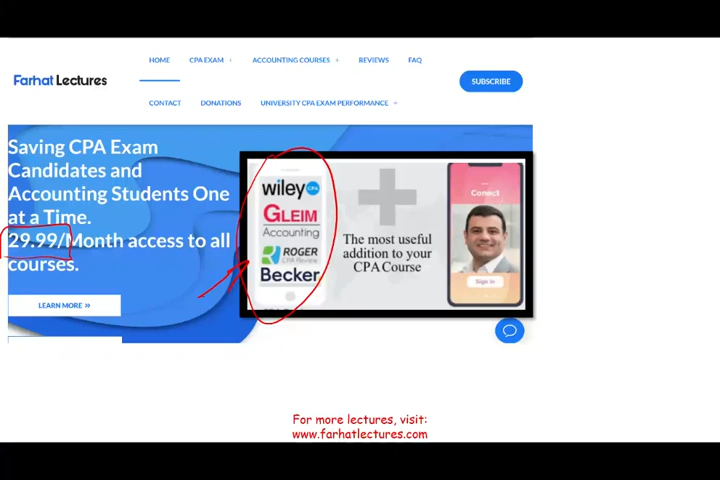 HOME
CPA EXAM
ACCOUNTING COURSES
REVIEWS
FAQ
Farhat Lectures
SUBSCRIBE
CONTACT
DONATIONS
UNIVERSITY CPA EXAM PERFORMANCE
Saving CPA Exam
Candidates and
Accounting Students One
at a Time.
29.99/Month access to all
courses.
LEARN MORE »
wiley CPA
GLEIM
Accounting
ROGER
CPA Review
Becker
The most useful
addition to your
CPA Course
Conect
Sign in
For more lectures, visit:
www.farhatlectures.com